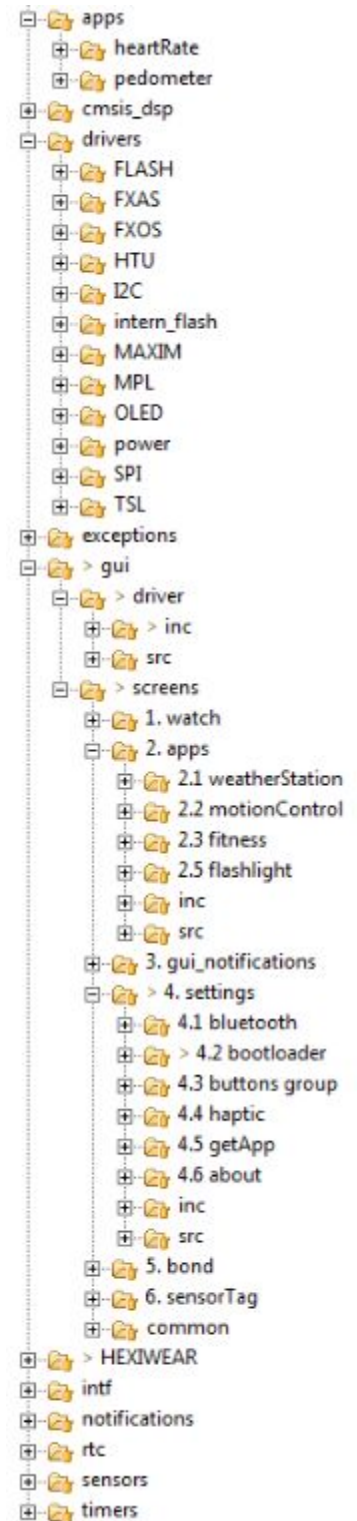 apps
heartRate
pedometer
cmsis_dsp
drivers
FLASH
FXAS
FXOS
HTU
I2C
intern_flash
MAXIM
MPL
OLED
power
SPI
TSL
exceptions
> gui
> driver
> inc
src
> screens
1. watch
2. apps
2.1 weatherStation
2.2 motionControl
2.3 fitness
2.5 flashlight
inc
src
3. gui_notifications
> 4. settings
4.1 bluetooth
> 4.2 bootloader
4.3 buttons group
4.4 haptic
4.5 getApp
4.6 about
inc
src
5. bond
6. sensorTag
common
> HEXIWEAR
intf
notifications
rtc
sensors
timers